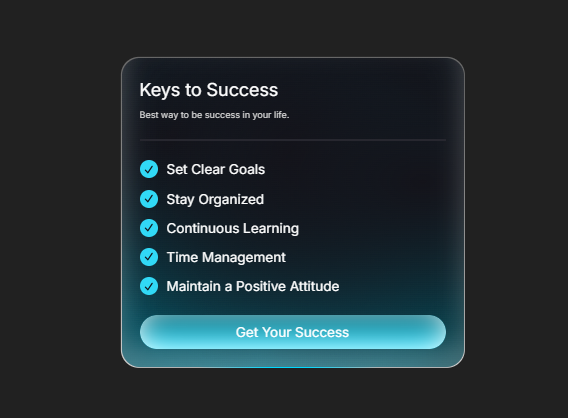 Keys to Success
Best way to be success in your life.
Set Clear Goals
Stay Organized
Continuous Learning
Time Management
Maintain a Positive Attitude
Get Your Success